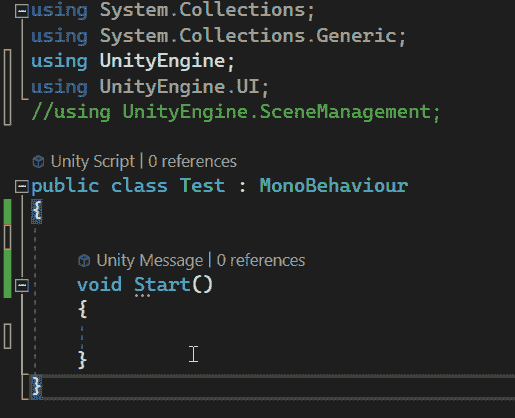 using System.Collections;
using System.Collections.Generic;
using UnityEngine;
using UnityEngine.UI;
//using UnityEngine.SceneManagement;
Unity Script | 0 references
public class Test : MonoBehaviour
{
Unity Message | 0 references
void Start()
{
}
}